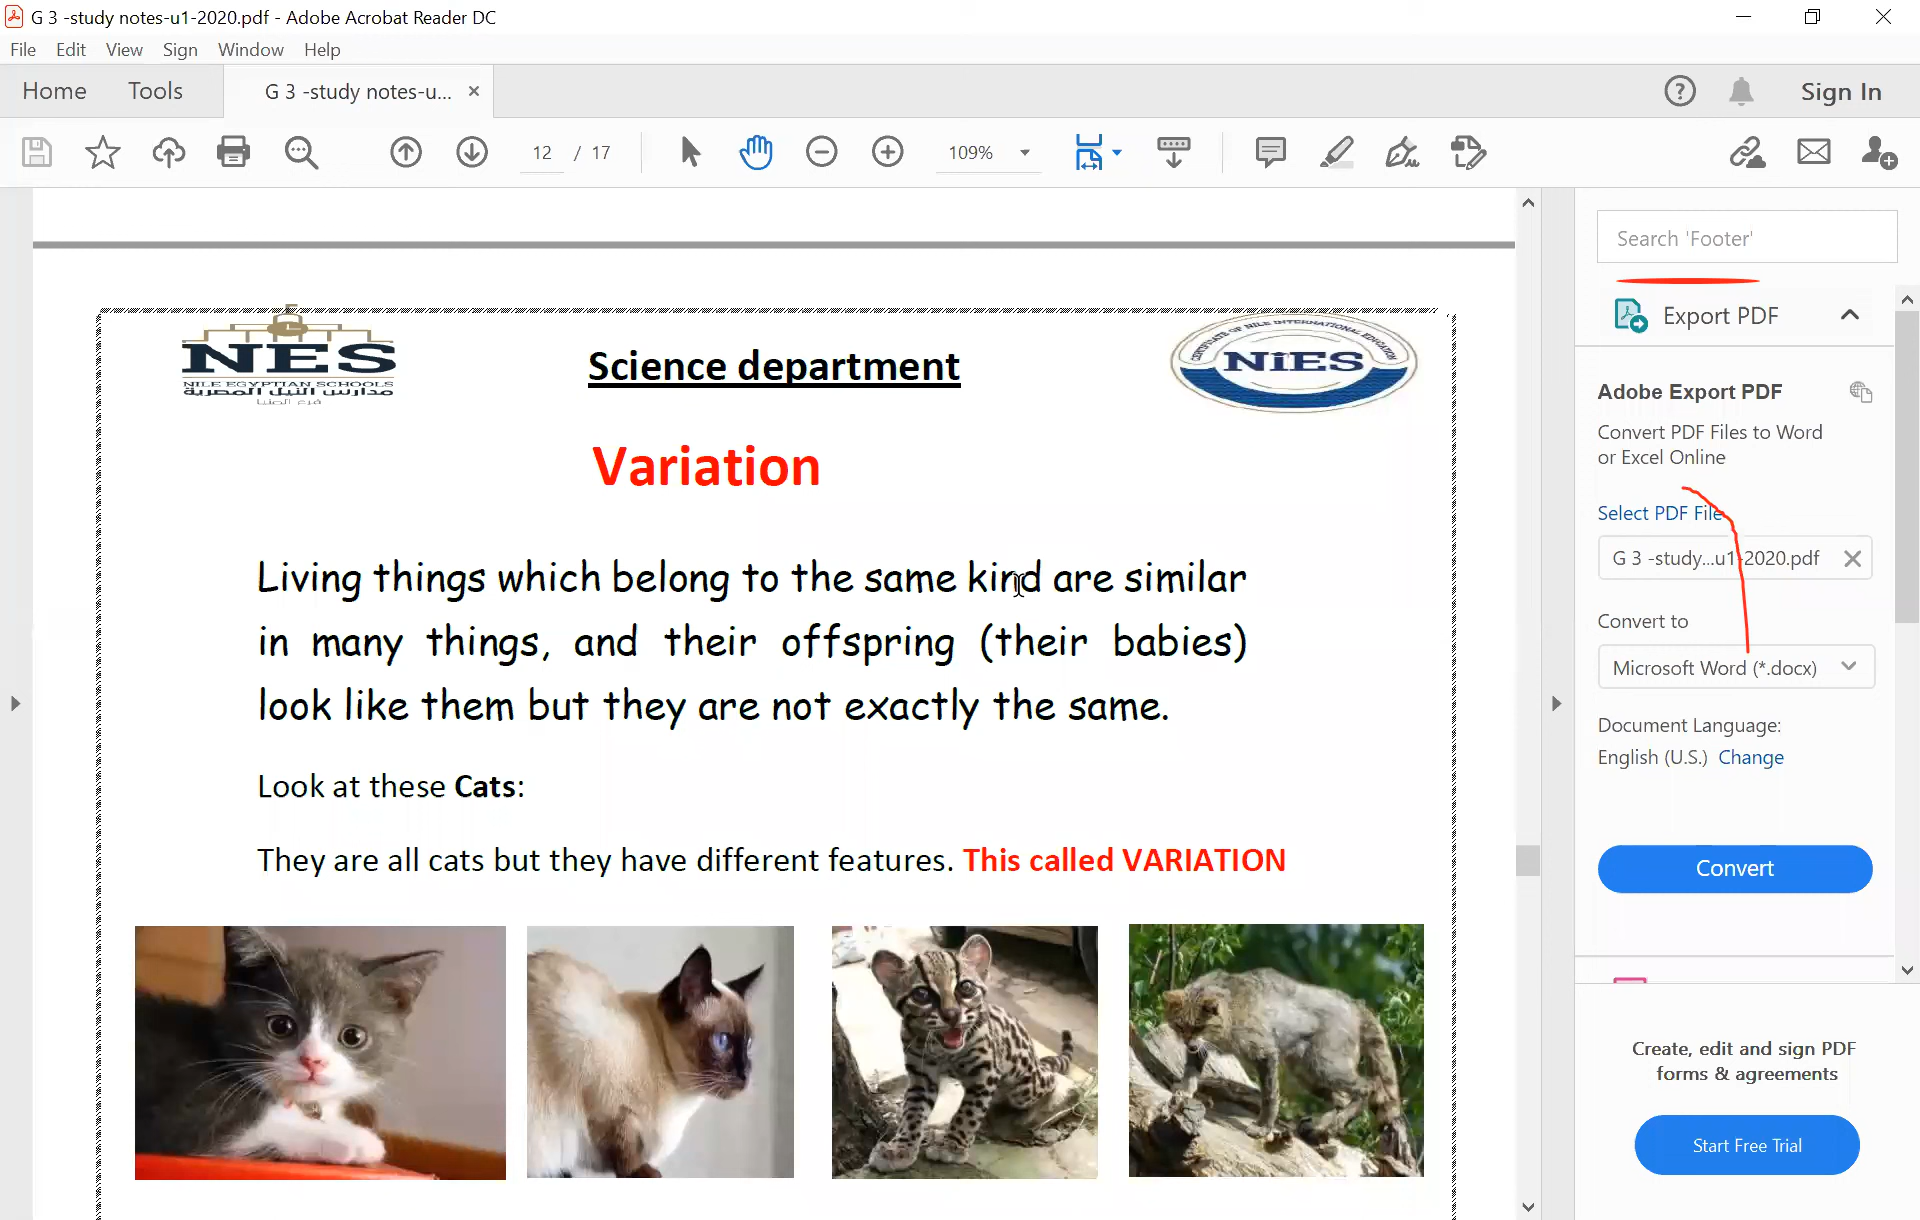 G 3 -study notes-u1-2020.pdf - Adobe Acrobat Reader DC
File Edit View Sign Window Help
Home Tools G 3 -study notes-u... × Sign In
12 / 17 109%
Search 'Footer'
Export PDF
Adobe Export PDF
Convert PDF Files to Word
or Excel Online
Select PDF File
G 3 -study...u1-2020.pdf
Convert to
Microsoft Word (*.docx)
Document Language:
English (U.S.) Change
Convert
Create, edit and sign PDF
forms & agreements
Start Free Trial
NES
NILE EGYPTIAN SCHOOLS
مدارس النيل المصرية
Science department
CERTIFICATE OF NILE INTERNATIONAL EDUCATION
NiES
Variation
Living things which belong to the same kind are similar
in many things, and their offspring (their babies)
look like them but they are not exactly the same.
Look at these Cats:
They are all cats but they have different features. This called VARIATION